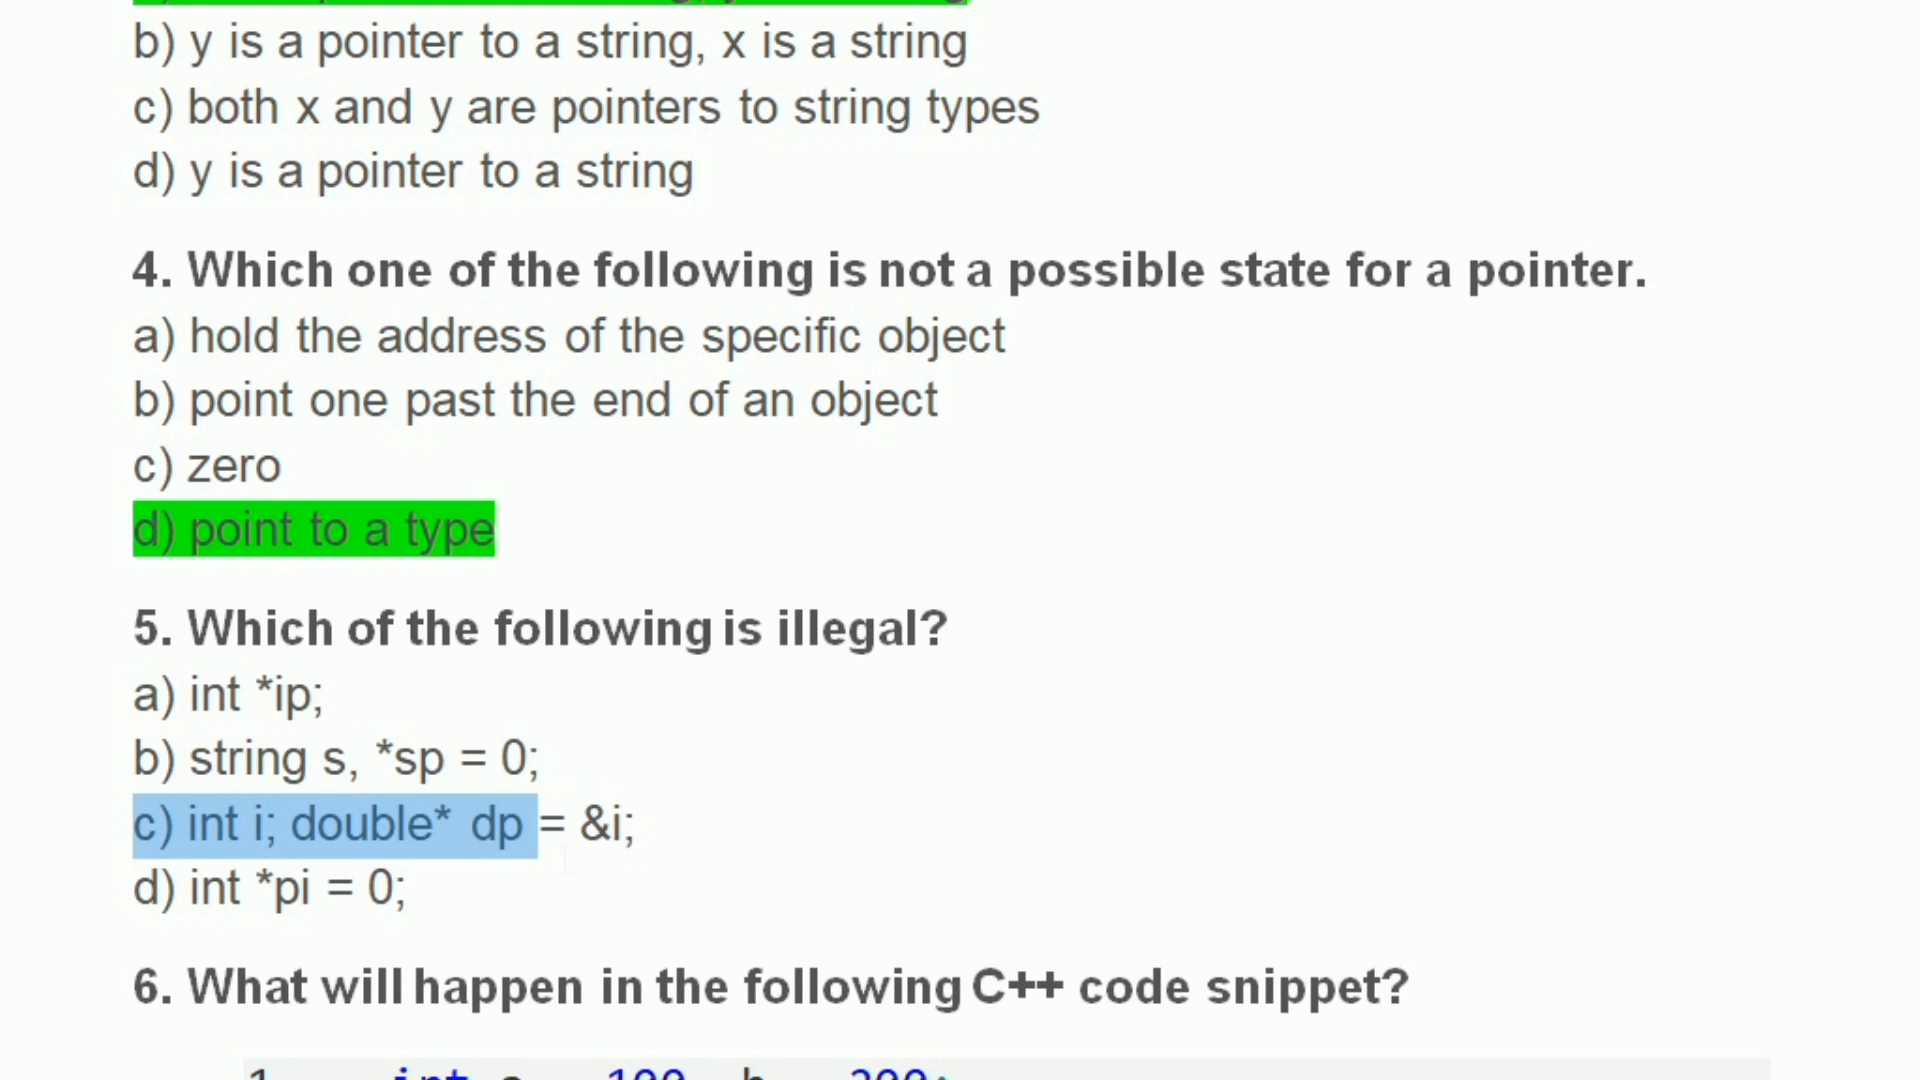 b) y is a pointer to a string, x is a string
c) both x and y are pointers to string types
d) y is a pointer to a string
4. Which one of the following is not a possible state for a pointer.
a) hold the address of the specific object
b) point one past the end of an object
c) zero
d) point to a type
5. Which of the following is illegal?
a) int *ip;
b) string s, *sp = 0;
c) int i; double* dp = &i;
d) int *pi = 0;
6. What will happen in the following C++ code snippet?